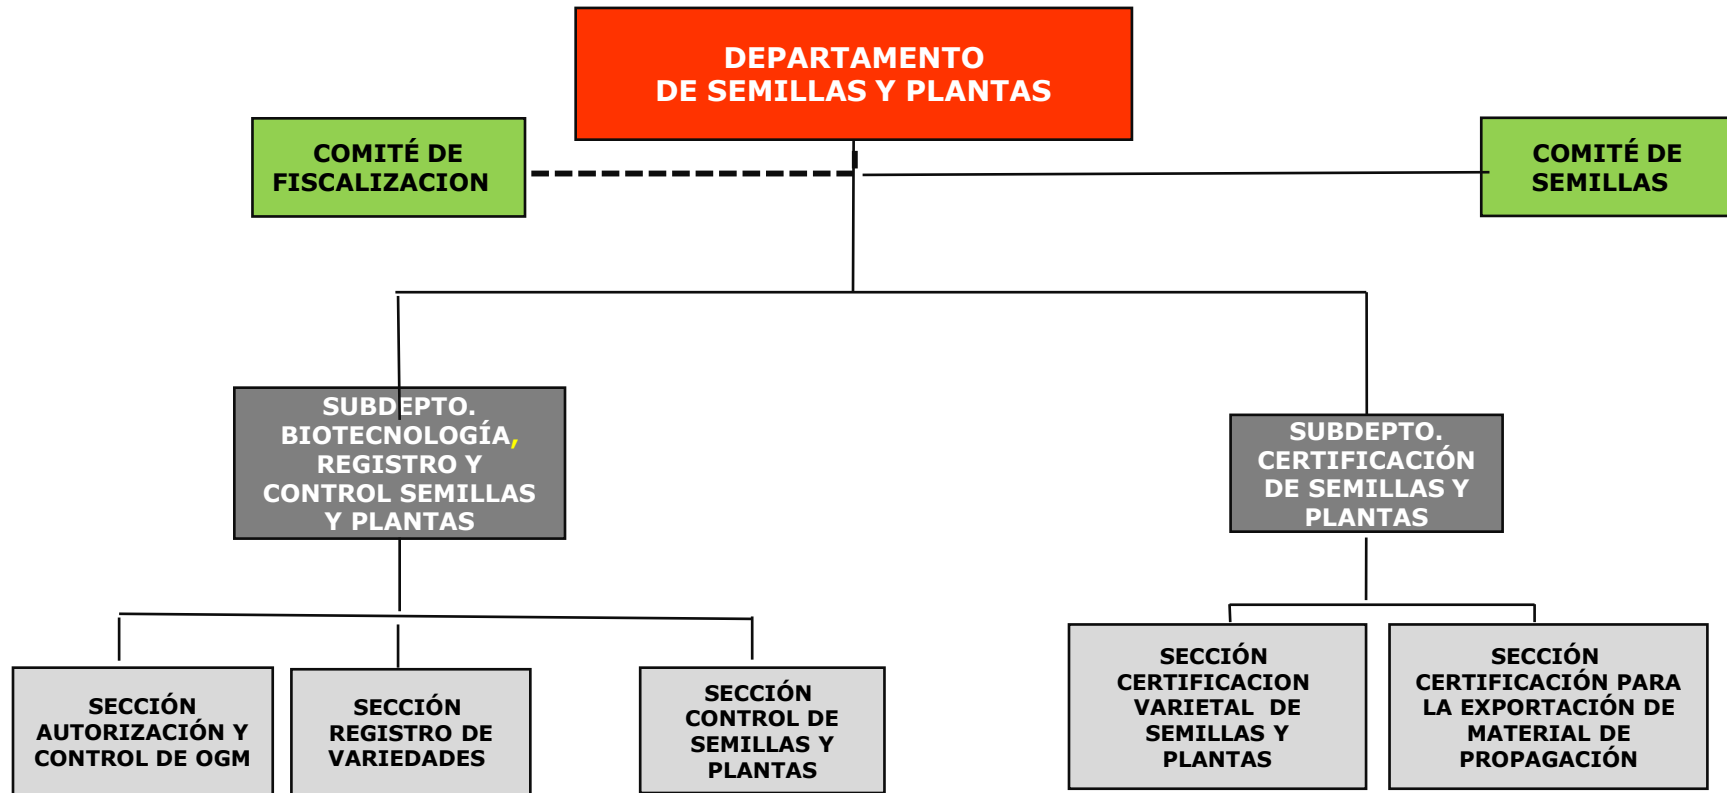 DEPARTAMENTO
DE SEMILLAS Y PLANTAS
COMITÉ DE
FISCALIZACION
COMITÉ DE
SEMILLAS
SUBDEPTO.
BIOTECNOLOGÍA,
REGISTRO Y
CONTROL SEMILLAS
Y PLANTAS
SUBDEPTO.
CERTIFICACIÓN
DE SEMILLAS Y
PLANTAS
SECCIÓN
AUTORIZACIÓN Y
CONTROL DE OGM
SECCIÓN
REGISTRO DE
VARIEDADES
SECCIÓN
CONTROL DE
SEMILLAS Y
PLANTAS
SECCIÓN
CERTIFICACION
VARIETAL DE
SEMILLAS Y
PLANTAS
SECCIÓN
CERTIFICACIÓN PARA
LA EXPORTACIÓN DE
MATERIAL DE
PROPAGACIÓN